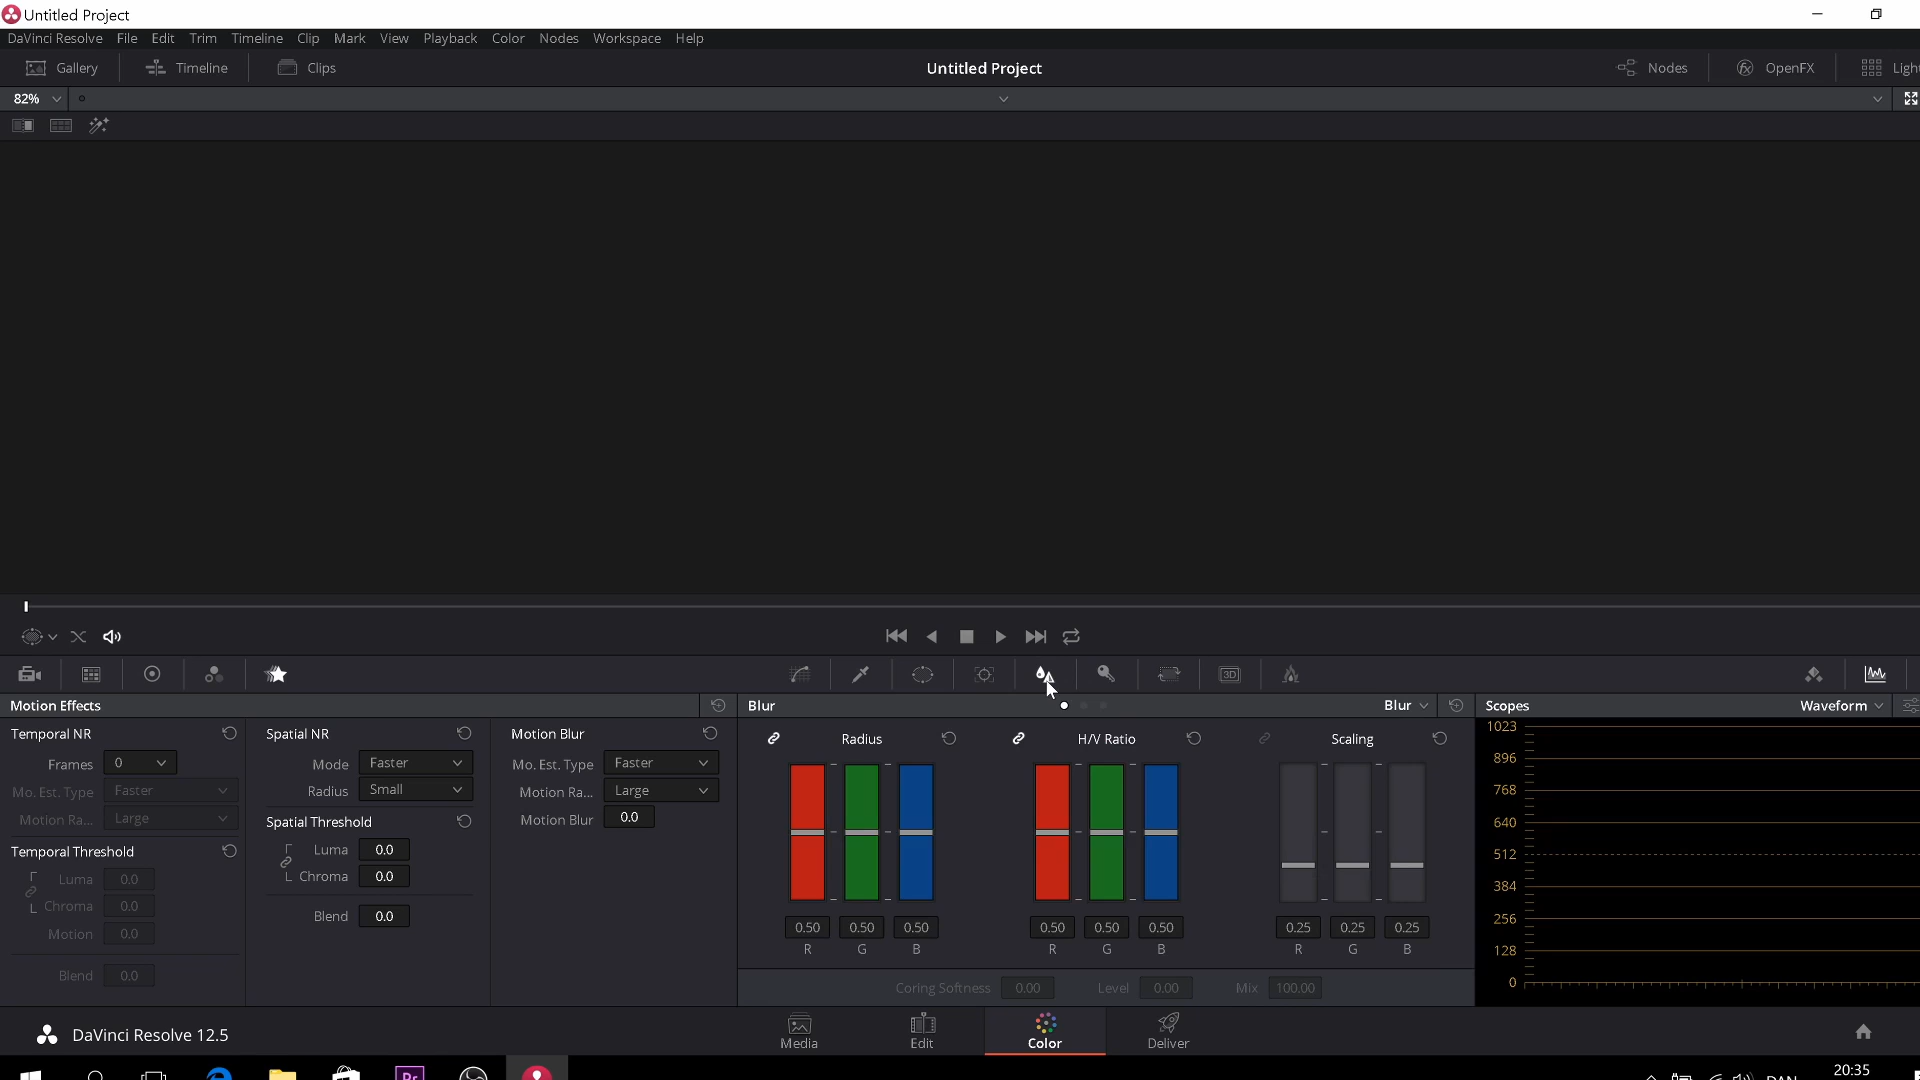 Untitled Project
DaVinci Resolve File Edit Trim Timeline Clip Mark View Playback Color Nodes Workspace Help
Gallery Timeline Clips Untitled Project Nodes OpenFX Ligh
82%
3D
Motion Effects Blur Blur Scopes Waveform
Temporal NR Spatial NR Motion Blur Radius H/V Ratio Scaling 1023
Frames 0 Mode Faster Mo. Est. Type Faster 896
Mo. Est. Type Faster Radius Small Motion Ra... Large 768
Motion Ra... Large Spatial Threshold Motion Blur 0.0 640
Temporal Threshold Luma 0.0 512
Luma 0.0 Chroma 0.0 384
Chroma 0.0 Blend 0.0 256
Motion 0.0 0.50 0.50 0.50 0.50 0.50 0.50 0.25 0.25 0.25
R G B R G B R G B 128
Blend 0.0 Coring Softness 0.00 Level 0.00 Mix 100.00 0
DaVinci Resolve 12.5 Media Edit Color Deliver
Pr DAN 20:35